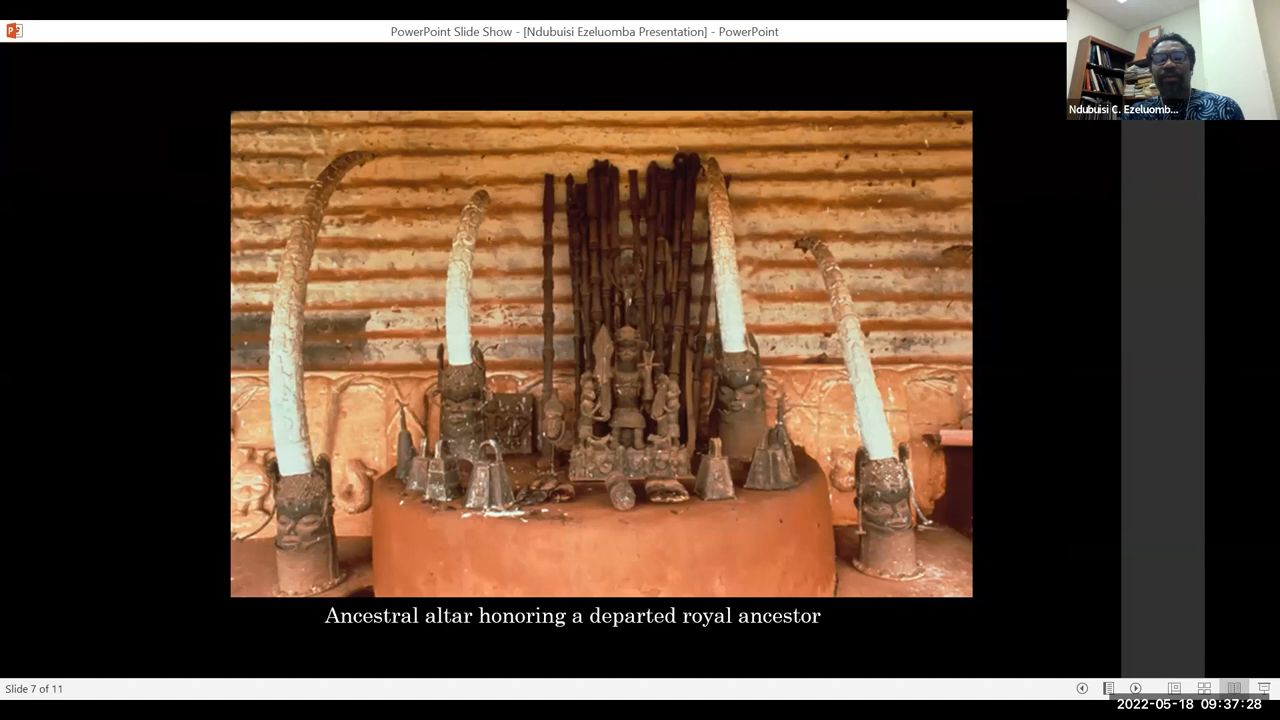 PowerPoint Slide Show - [Ndubuisi Ezeluomba Presentation] - PowerPoint
Ndubuisi C. Ezeluomb...
Ancestral altar honoring a departed royal ancestor
Slide 7 of 11
2022-05-18 09:37:28